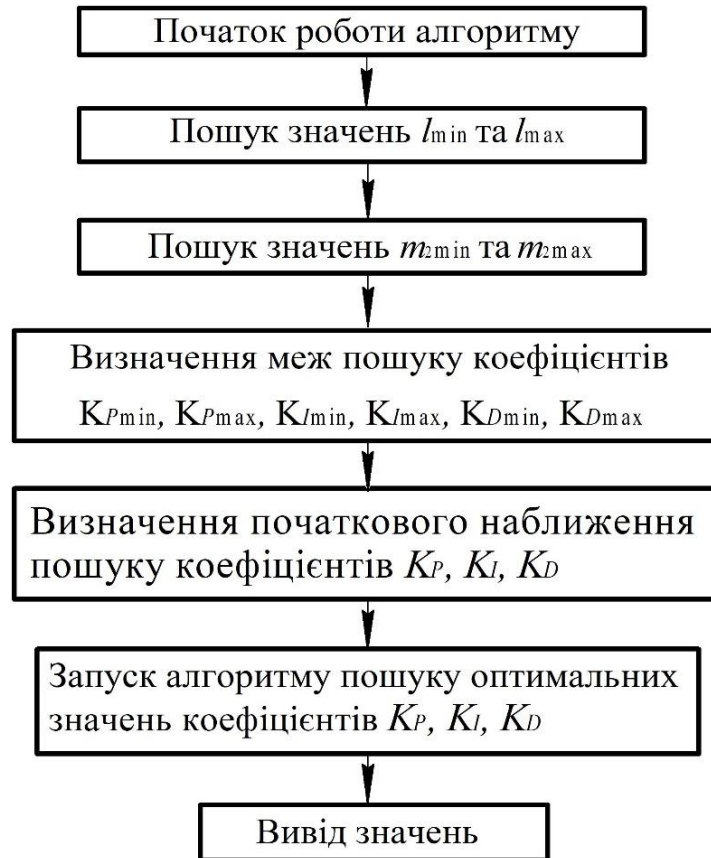 Початок роботи алгоритму
Пошук значень lmin та lmax
Пошук значень m2min та m2max
Визначення меж пошуку коефіцієнтів
KPmin, KPmax, KImin, KImax, KDmin, KDmax
Визначення початкового наближення
пошуку коефіцієнтів KP, KI, KD
Запуск алгоритму пошуку оптимальних
значень коефіцієнтів KP, KI, KD
Вивід значень